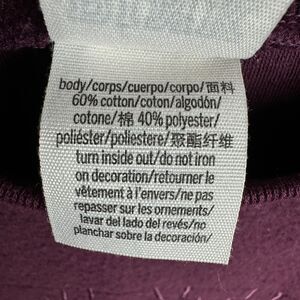 body/corps/cuerpo/corpo/面料
60% cotton/coton/algodón/
cotone/棉 40% polyester/
poliéster/poliestere/聚酯纤维
turn inside out/do not iron
on decoration/retourner le
vêtement à l'envers/ne pas
repasser sur les ornements/
lavar del lado del revés/no
planchar sobre la decoración/